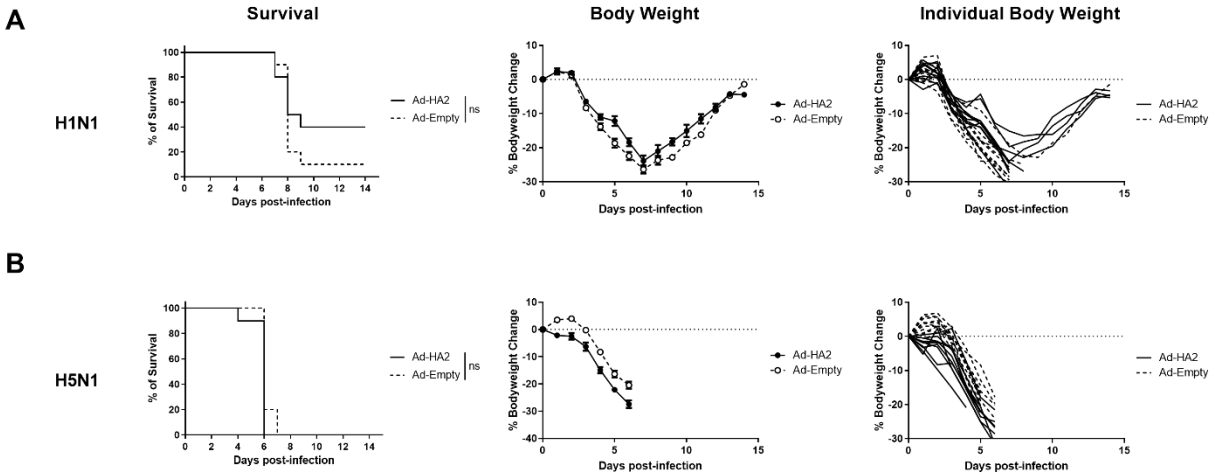 A
Survival
Body Weight
Individual Body Weight
H1N1
% of Survival
100
80
60
40
20
0
0 2 4 6 8 10 12 14
Days post-infection
Ad-HA2
Ad-Empty
ns
% Bodyweight Change
10
0
-10
-20
-30
0 5 10 15
Days post-infection
Ad-HA2
Ad-Empty
% Bodyweight Change
10
0
-10
-20
-30
0 5 10 15
Days post-infection
Ad-HA2
Ad-Empty
B
H5N1
% of Survival
100
80
60
40
20
0
0 2 4 6 8 10 12 14
Days post-infection
Ad-HA2
Ad-Empty
ns
% Bodyweight Change
10
0
-10
-20
-30
-40
0 5 10 15
Days post-infection
Ad-HA2
Ad-Empty
% Bodyweight Change
10
0
-10
-20
-30
0 5 10 15
Days post-infection
Ad-HA2
Ad-Empty